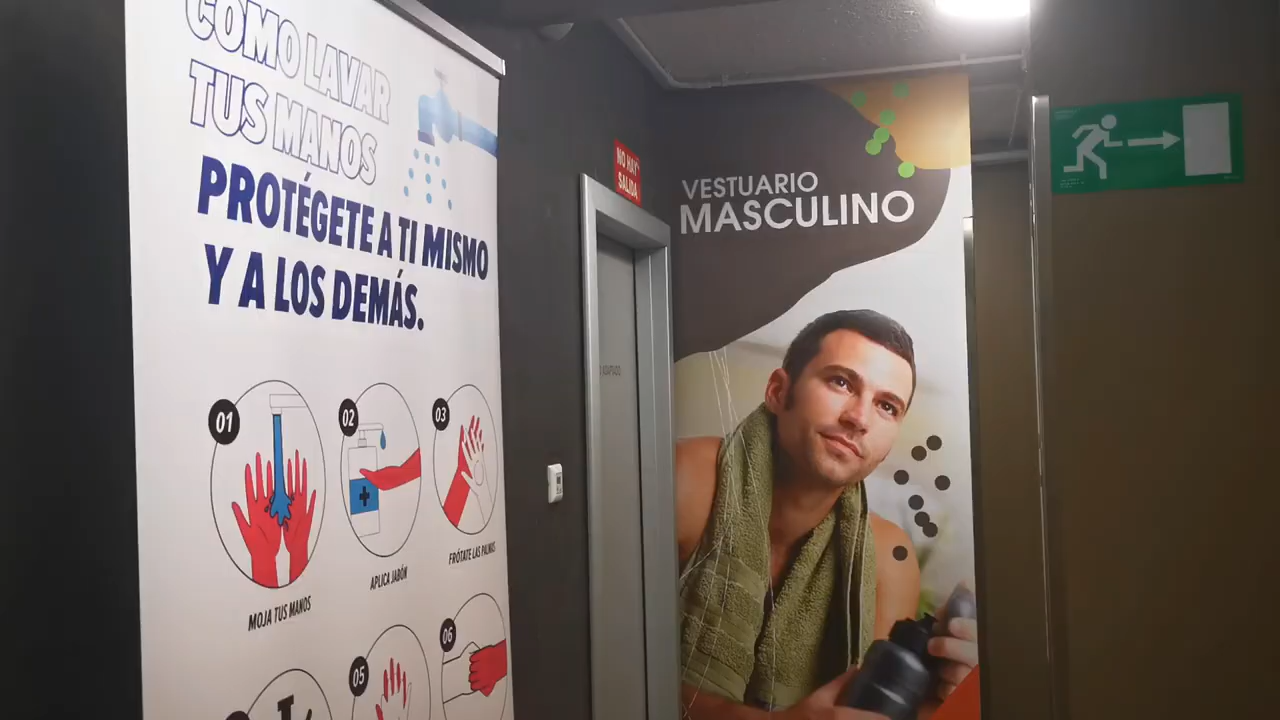 CÓMO LAVAR
TUS MANOS
PROTÉGETE A TI MISMO
Y A LOS DEMÁS.
01
02
03
MOJA TUS MANOS
APLICA JABÓN
FRÓTATE LAS PALMAS
05
06
NO HAY
SALIDA
ADAPTADO
VESTUARIO
MASCULINO